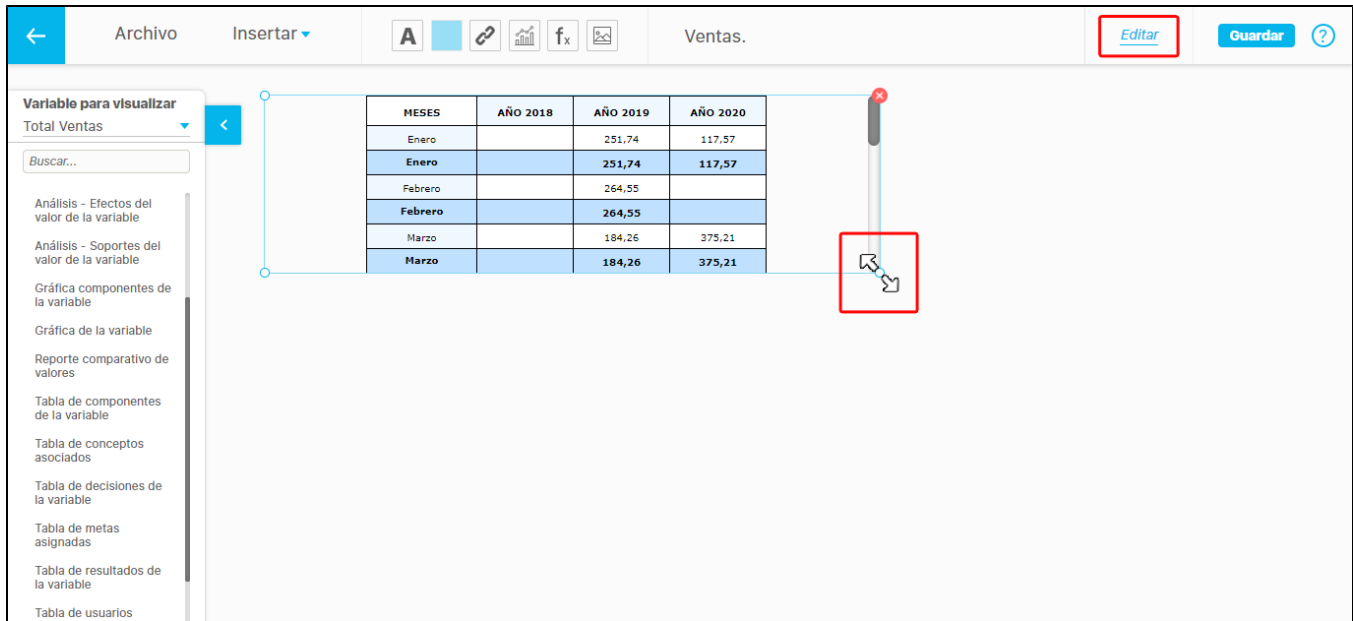 Archivo
Insertar
A
fx
Ventas.
Editar
Guardar
?
Variable para visualizar
Total Ventas
Buscar...
Análisis - Efectos del
valor de la variable
Análisis - Soportes del
valor de la variable
Gráfica componentes de
la variable
Gráfica de la variable
Reporte comparativo de
valores
Tabla de componentes
de la variable
Tabla de conceptos
asociados
Tabla de decisiones de
la variable
Tabla de metas
asignadas
Tabla de resultados de
la variable
Tabla de usuarios
MESES AÑO 2018 AÑO 2019 AÑO 2020
Enero 251,74 117,57
Enero 251,74 117,57
Febrero 264,55
Febrero 264,55
Marzo 184,26 375,21
Marzo 184,26 375,21